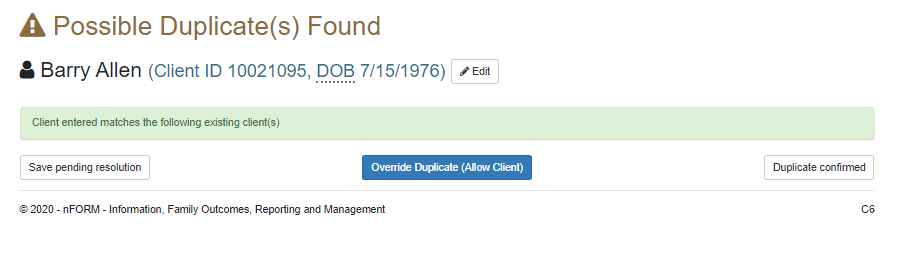 Possible Duplicate(s) Found
Barry Allen (Client ID 10021095, DOB 7/15/1976) Edit
Client entered matches the following existing client(s)
Save pending resolution Override Duplicate (Allow Client) Duplicate confirmed
© 2020 - nFORM - Information, Family Outcomes, Reporting and Management C6